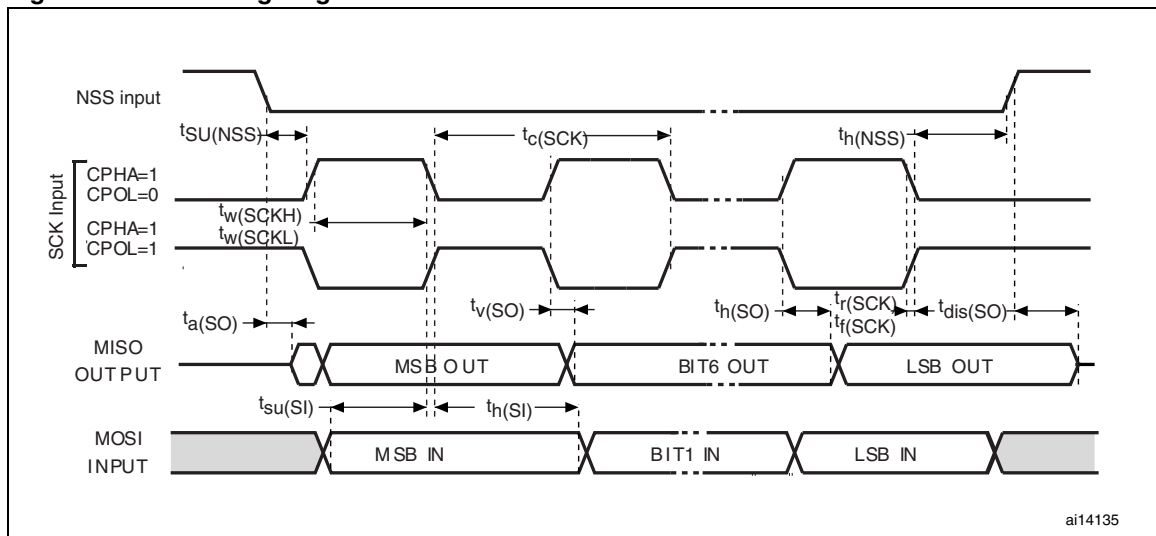 NSS input
tSU(NSS)
tc(SCK)
th(NSS)
SCK Input
CPHA=1
CPOL=0
tw(SCKH)
tw(SCKL)
CPHA=1
CPOL=1
ta(SO)
tv(SO)
th(SO)
tr(SCK)
tf(SCK)
tdis(SO)
MISO
OUTPUT
MSB OUT
BIT6 OUT
LSB OUT
tsu(SI)
th(SI)
MOSI
INPUT
MSB IN
BIT1 IN
LSB IN
ai14135